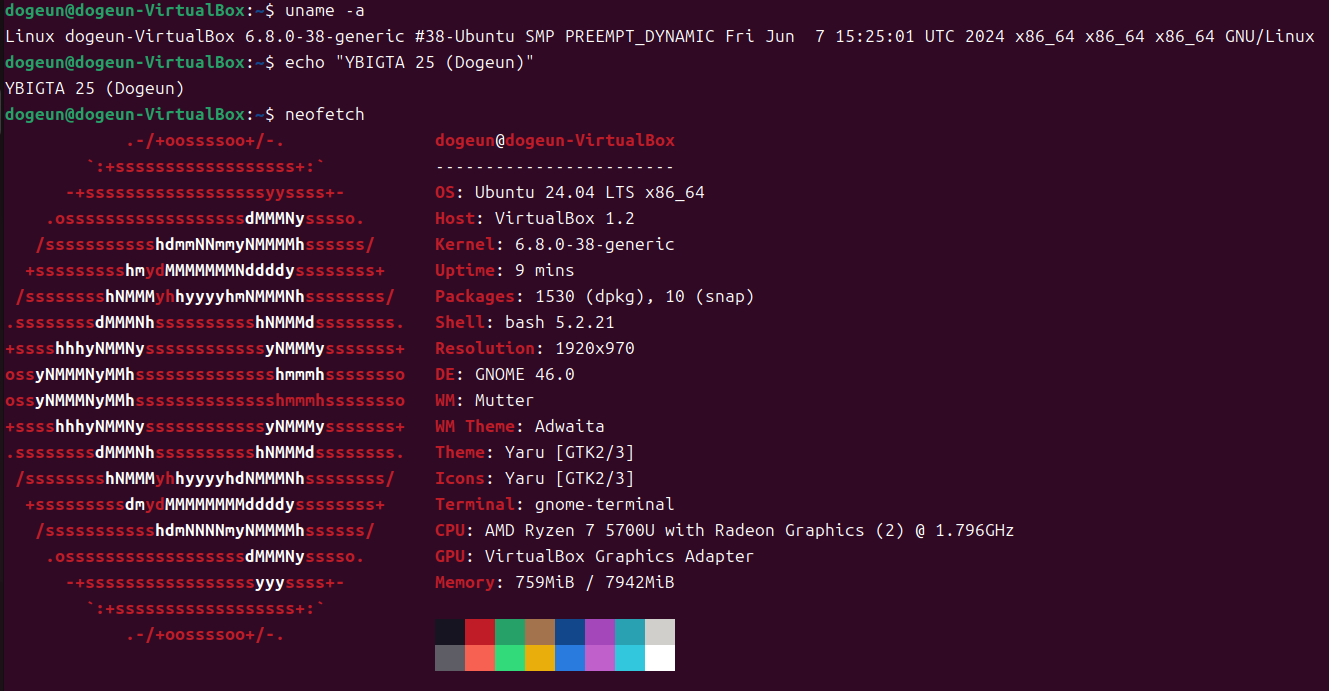 dogeun@dogeun-VirtualBox:~$ uname -a
Linux dogeun-VirtualBox 6.8.0-38-generic #38-Ubuntu SMP PREEMPT_DYNAMIC Fri Jun  7 15:25:01 UTC 2024 x86_64 x86_64 x86_64 GNU/Linux
dogeun@dogeun-VirtualBox:~$ echo "YBIGTA 25 (Dogeun)"
YBIGTA 25 (Dogeun)
dogeun@dogeun-VirtualBox:~$ neofetch
            .-/+oossssoo+/-.               dogeun@dogeun-VirtualBox
        `:+ssssssssssssssssss+:`           ------------------------
      -+ssssssssssssssssssyyssss+-         OS: Ubuntu 24.04 LTS x86_64
    .ossssssssssssssssssdMMMNysssso.       Host: VirtualBox 1.2
   /ssssssssssshdmmNNmmyNMMMMhssssss/      Kernel: 6.8.0-38-generic
  +ssssssssshmydMMMMMMMNddddyssssssss+     Uptime: 9 mins
 /sssssssshNMMMyhhyyyyhmNMMMNhssssssss/    Packages: 1530 (dpkg), 10 (snap)
.ssssssssdMMMNhsssssssssshNMMMdssssssss.   Shell: bash 5.2.21
+sssshhhyNMMNyssssssssssssyNMMMysssssss+   Resolution: 1920x970
ossyNMMMNyMMhsssssssssssssshmmmhssssssso   DE: GNOME 46.0
ossyNMMMNyMMhsssssssssssssshmmmhssssssso   WM: Mutter
+sssshhhyNMMNyssssssssssssyNMMMysssssss+   WM Theme: Adwaita
.ssssssssdMMMNhsssssssssshNMMMdssssssss.   Theme: Yaru [GTK2/3]
 /sssssssshNMMMyhhyyyyhdNMMMNhssssssss/    Icons: Yaru [GTK2/3]
  +sssssssssdmydMMMMMMMMddddyssssssss+     Terminal: gnome-terminal
   /ssssssssssshdmNNNNmyNMMMMhssssss/      CPU: AMD Ryzen 7 5700U with Radeon Graphics (2) @ 1.796GHz
    .ossssssssssssssssssdMMMNysssso.       GPU: VirtualBox Graphics Adapter
      -+sssssssssssssssssyyyssss+-         Memory: 759MiB / 7942MiB
        `:+ssssssssssssssssss+:`
            .-/+oossssoo+/-.